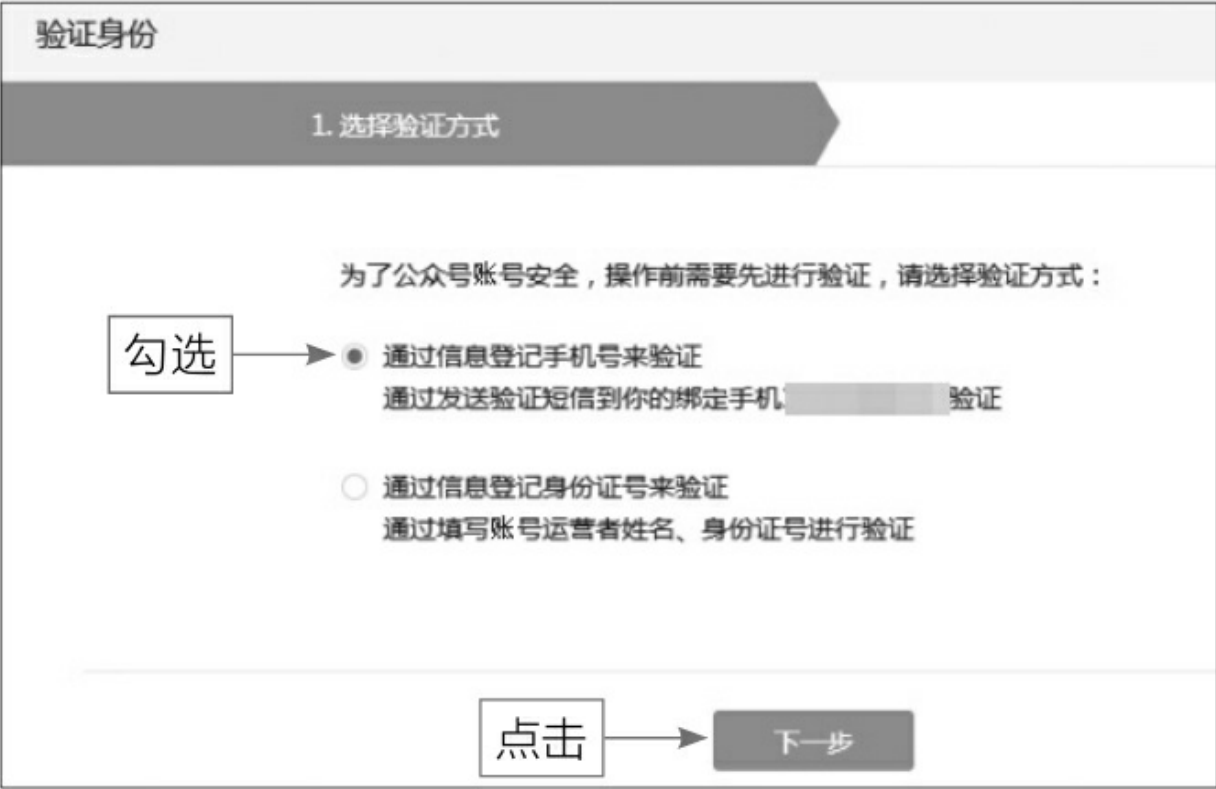 验证身份
1. 选择验证方式
为了公众号账号安全，操作前需要先进行验证，请选择验证方式：
勾选
通过信息登记手机号来验证
通过发送验证短信到你的绑定手机 验证
通过信息登记身份证号来验证
通过填写账号运营者姓名、身份证号进行验证
点击
下一步